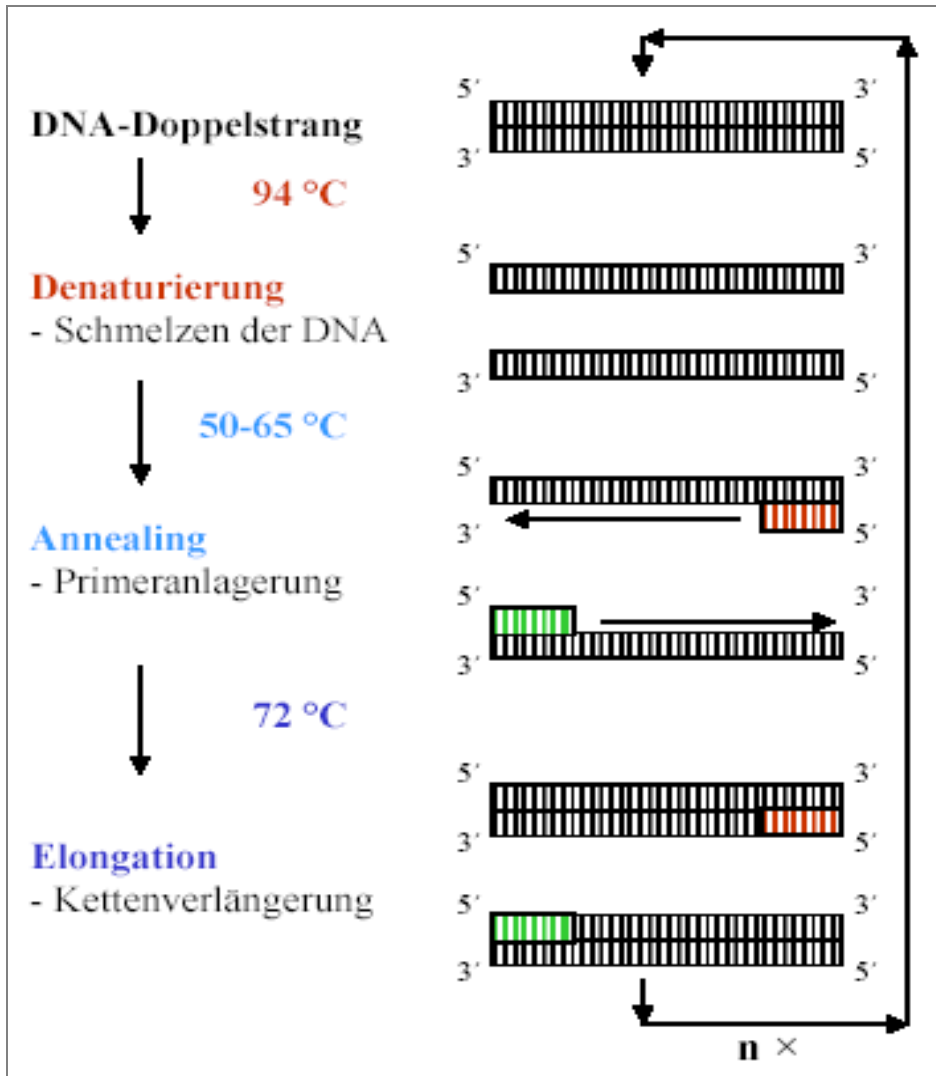 5´ 3´
DNA-Doppelstrang
3´ 5´
94 °C
5´ 3´
Denaturierung
- Schmelzen der DNA
3´ 5´
50-65 °C
5´ 3´
Annealing
3´ 5´
- Primeranlagerung
5´ 3´
3´ 5´
72 °C
5´ 3´
3´ 5´
Elongation
- Kettenverlängerung
5´ 3´
3´ 5´
n ×